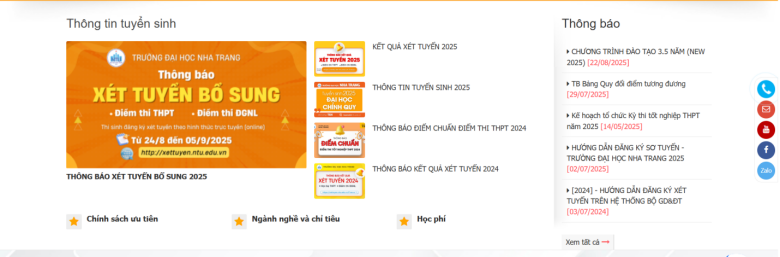 Thông tin tuyển sinh
TRƯỜNG ĐẠI HỌC NHA TRANG
Thông báo
XÉT TUYỂN BỔ SUNG
- Điểm thi THPT - Điểm thi ĐGNL
Thí sinh đăng ký xét tuyển theo hình thức trực tuyến (online)
Từ 24/8 đến 05/9/2025
http://xettuyen.ntu.edu.vn
THÔNG BÁO XÉT TUYỂN BỔ SUNG 2025
XÉT TUYỂN 2025
KẾT QUẢ XÉT TUYỂN 2025
ĐẠI HỌC
CHÍNH QUY
THÔNG TIN TUYỂN SINH 2025
ĐIỂM CHUẨN
THÔNG BÁO ĐIỂM CHUẨN ĐIỂM THI THPT 2024
XÉT TUYỂN 2024
THÔNG BÁO KẾT QUẢ XÉT TUYỂN 2024
Chính sách ưu tiên
Ngành nghề và chỉ tiêu
Học phí
Thông báo
CHƯƠNG TRÌNH ĐÀO TẠO 3.5 NĂM (NEW
2025) [22/08/2025]
TB Bảng Quy đổi điểm tương đương
[29/07/2025]
Kế hoạch tổ chức Kỳ thi tốt nghiệp THPT
năm 2025 [14/05/2025]
HƯỚNG DẪN ĐĂNG KÝ SƠ TUYỂN -
TRƯỜNG ĐẠI HỌC NHA TRANG 2025
[02/07/2025]
[2024] - HƯỚNG DẪN ĐĂNG KÝ XÉT
TUYỂN TRÊN HỆ THỐNG BỘ GD&ĐT
[03/07/2024]
Xem tất cả
Zalo